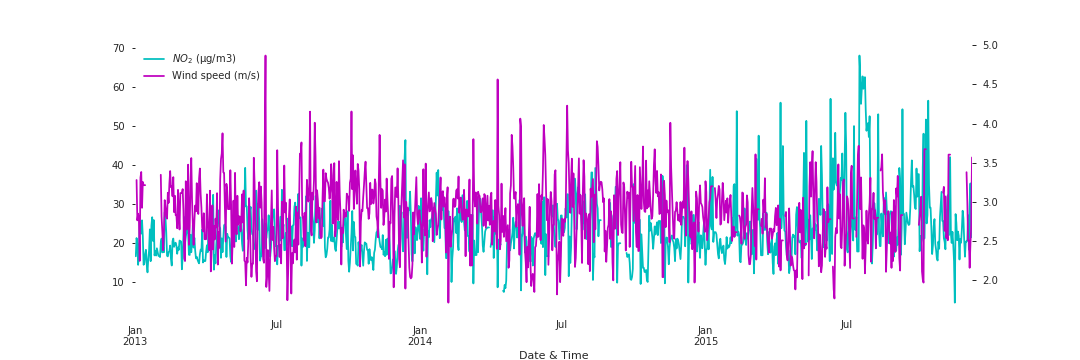 70
60
50
40
30
20
10
NO₂ (µg/m3)
Wind speed (m/s)
5.0
4.5
4.0
3.5
3.0
2.5
2.0
Jan
2013
Jul
Jan
2014
Jul
Jan
2015
Jul
Date & Time